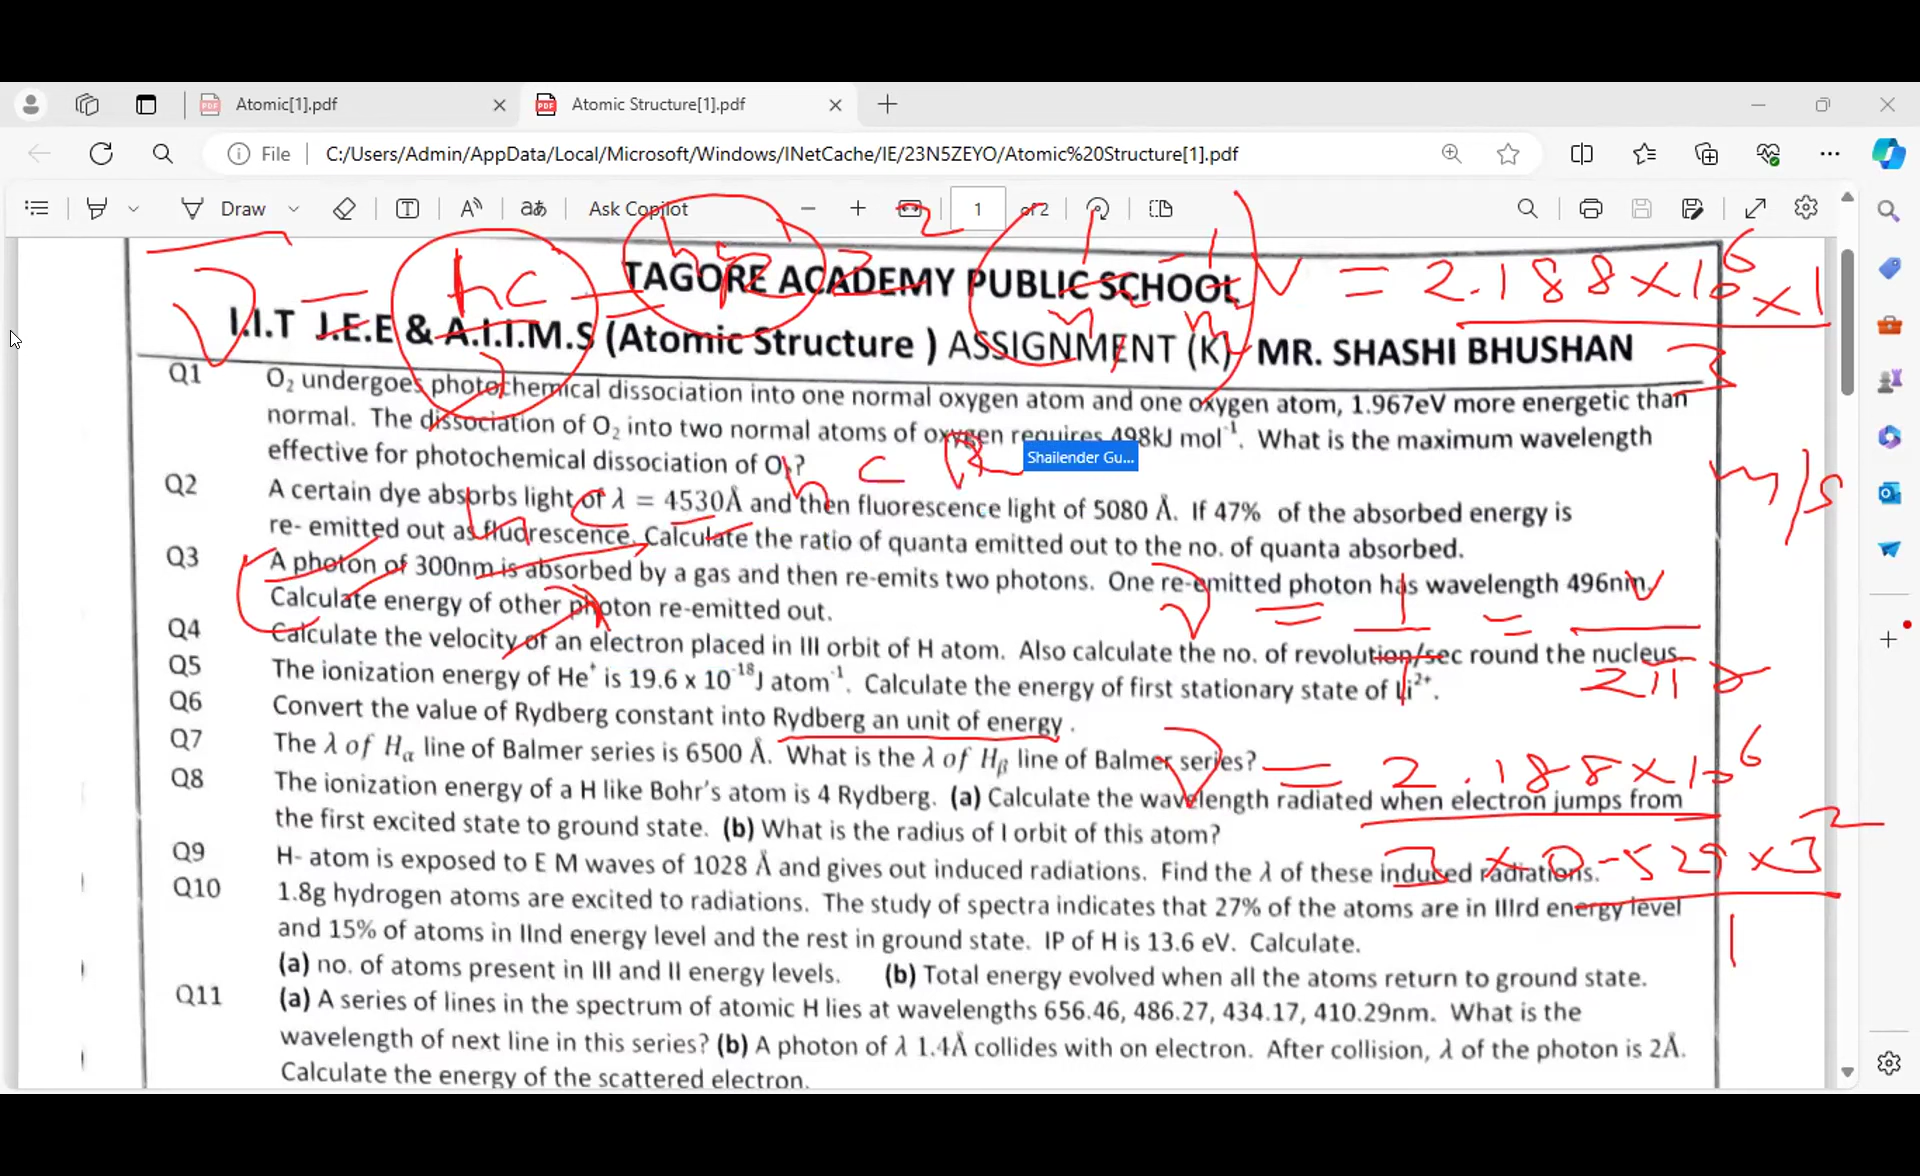 Atomic[1].pdf
Atomic Structure[1].pdf
File
C:/Users/Admin/AppData/Local/Microsoft/Windows/INetCache/IE/23N5ZEYO/Atomic%20Structure[1].pdf
Draw
Ask Copilot
1
of 2
TAGORE ACADEMY PUBLIC SCHOOL
I.I.T J.E.E & A.I.I.M.S (Atomic Structure ) ASSIGNMENT (K) MR. SHASHI BHUSHAN
V = 2.188×10⁶×1
3
m/s
Q1 O₂ undergoes photochemical dissociation into one normal oxygen atom and one oxygen atom, 1.967eV more energetic than
normal. The dissociation of O₂ into two normal atoms of oxygen requires 498kJ mol⁻¹. What is the maximum wavelength
effective for photochemical dissociation of O₂?
h c R
Shailender Gu...
Q2 A certain dye absorbs light of λ = 4530Å and then fluorescence light of 5080 Å. If 47% of the absorbed energy is
re- emitted out as fludrescence. Calculate the ratio of quanta emitted out to the no. of quanta absorbed.
Q3 A photon of 300nm is absorbed by a gas and then re-emits two photons. One re-emitted photon has wavelength 496nm.
Calculate energy of other photon re-emitted out.
Q4 Calculate the velocity of an electron placed in III orbit of H atom. Also calculate the no. of revolution/sec round the nucleus
Q5 The ionization energy of He⁺ is 19.6 x 10⁻¹⁸J atom⁻¹. Calculate the energy of first stationary state of Li²⁺.
Q6 Convert the value of Rydberg constant into Rydberg an unit of energy .
Q7 The λ of Hα line of Balmer series is 6500 Å. What is the λ of Hβ line of Balmer series?
Q8 The ionization energy of a H like Bohr's atom is 4 Rydberg. (a) Calculate the wavelength radiated when electron jumps from
the first excited state to ground state. (b) What is the radius of I orbit of this atom?
Q9 H- atom is exposed to E M waves of 1028 Å and gives out induced radiations. Find the λ of these induced radiations.
Q10 1.8g hydrogen atoms are excited to radiations. The study of spectra indicates that 27% of the atoms are in IIIrd energy level
and 15% of atoms in IInd energy level and the rest in ground state. IP of H is 13.6 eV. Calculate.
(a) no. of atoms present in III and II energy levels. (b) Total energy evolved when all the atoms return to ground state.
Q11 (a) A series of lines in the spectrum of atomic H lies at wavelengths 656.46, 486.27, 434.17, 410.29nm. What is the
wavelength of next line in this series? (b) A photon of λ 1.4Å collides with on electron. After collision, λ of the photon is 2Å.
Calculate the energy of the scattered electron.
ν = 1/T = V/2πr
ν = 2.188×10⁶
3 × 0.529 × 3²
1